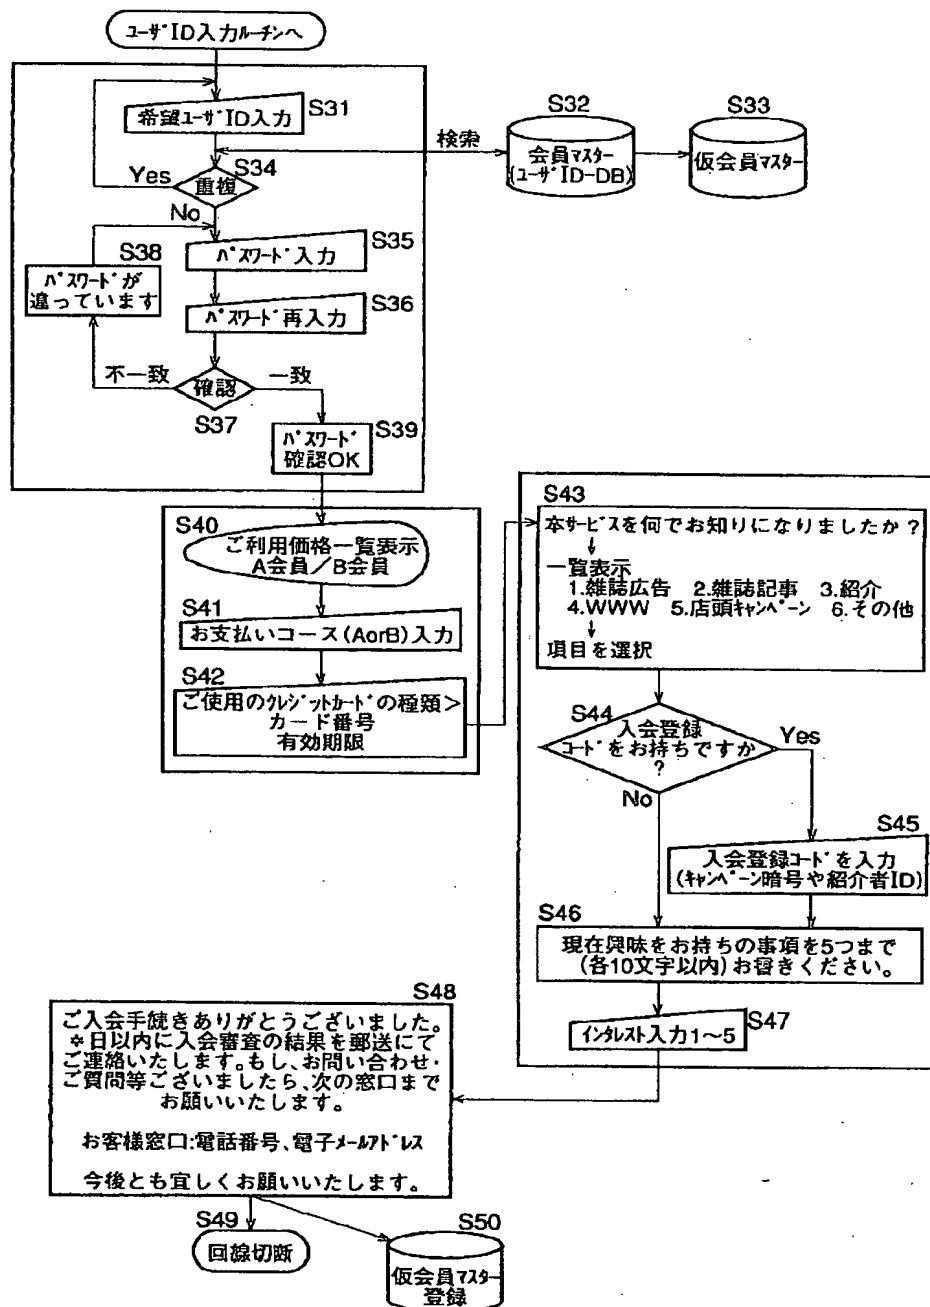 ユーザID入力ルーチンへ
希望ユーザID入力
S31
S32
S33
検索
会員マスター
(ユーザID-DB)
仮会員マスター
S34
Yes
重複
No
S35
パスワード入力
S38
パスワードが
違っています
S36
パスワード再入力
不一致
一致
確認
S37
S39
パスワード
確認OK
S40
ご利用価格一覧表示
A会員/B会員
S41
お支払いコース(AorB)入力
S42
ご使用のクレジットカードの種類>
カード番号
有効期限
S43
本サービスを何でお知りになりましたか?
一覧表示
1.雑誌広告 2.雑誌記事 3.紹介
4.WWW 5.店頭キャンペーン 6.その他
項目を選択
S44
入会登録
コードをお持ちですか
?
Yes
No
S45
入会登録コードを入力
(キャンペーン暗号や紹介者ID)
S46
現在興味をお持ちの事項を5つまで
(各10文字以内)お書きください。
S47
インタレスト入力1~5
S48
ご入会手続きありがとうございました。
*日以内に入会審査の結果を郵送にて
ご連絡いたします。もし、お問い合わせ・
ご質問等ございましたら、次の窓口まで
お願いいたします。
お客様窓口:電話番号、電子メールアドレス
今後とも宜しくお願いいたします。
S49
回線切断
S50
仮会員マスター
登録